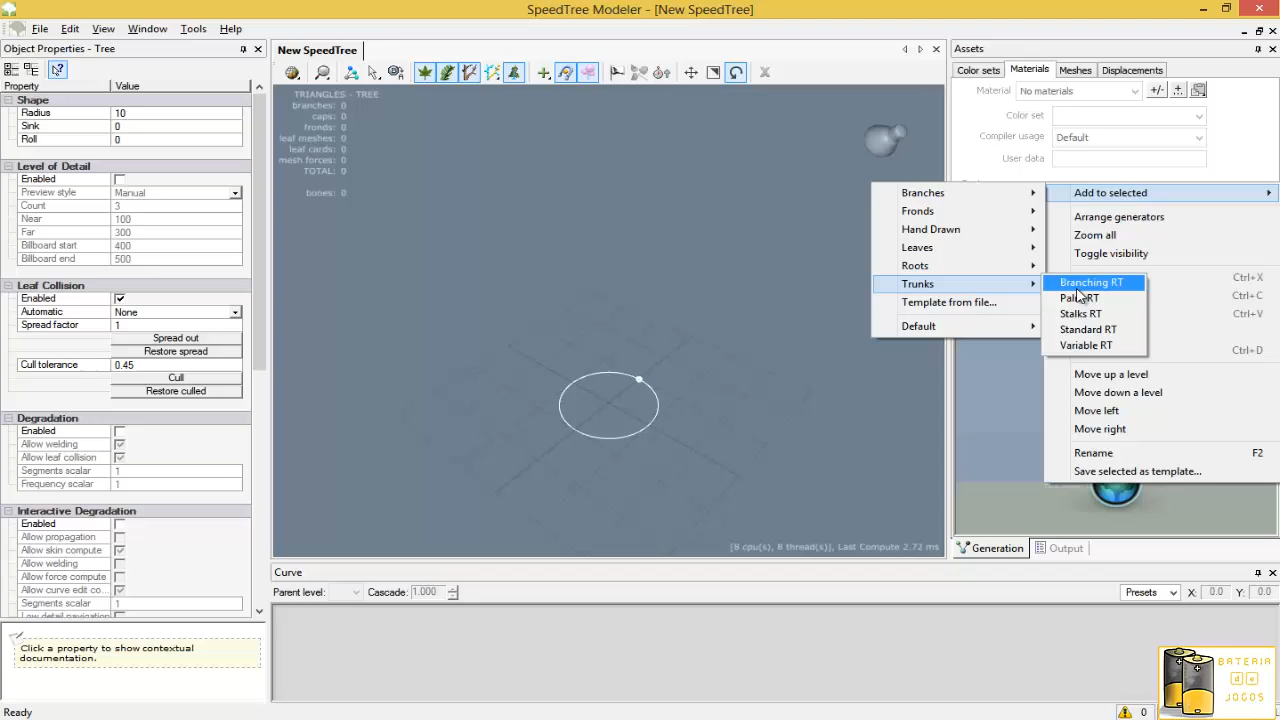 SpeedTree Modeler - [New SpeedTree]
File Edit View Window Tools Help
Object Properties - Tree
Property Value
Shape
Radius 10
Sink 0
Roll 0
Level of Detail
Enabled
Preview style Manual
Count 3
Near 100
Far 300
Billboard start 400
Billboard end 500
Leaf Collision
Enabled
Automatic None
Spread factor 1
Spread out
Restore spread
Cull tolerance 0.45
Cull
Restore culled
Degradation
Enabled
Allow welding
Allow leaf collision
Segments scalar 1
Frequency scalar 1
Interactive Degradation
Enabled
Allow propagation
Allow skin compute
Allow welding
Allow force compute
Allow curve edit co...
Segments scalar 1
Low detail navigation
Click a property to show contextual
documentation.
Ready
New SpeedTree
TRIANGLES - TREE
branches: 0
caps: 0
fronds: 0
leaf meshes: 0
leaf cards: 0
mesh forces: 0
TOTAL: 0
bones: 0
[8 cpu(s), 8 thread(s)], Last Compute 2.72 ms
Curve
Parent level: Cascade: 1.000 Presets X: 0.0 Y: 0.0
Assets
Color sets Materials Meshes Displacements
Material No materials +/-
Color set
Compiler usage Default
User data
Branches
Fronds
Hand Drawn
Leaves
Roots
Trunks
Template from file...
Default
Branching RT
Stalks RT
Standard RT
Variable RT
Add to selected
Arrange generators
Zoom all
Toggle visibility
Ctrl+X
Ctrl+C
Ctrl+V
Ctrl+D
Move up a level
Move down a level
Move left
Move right
Rename F2
Save selected as template...
Generation Output
BATERIA
de
JOGOS
0